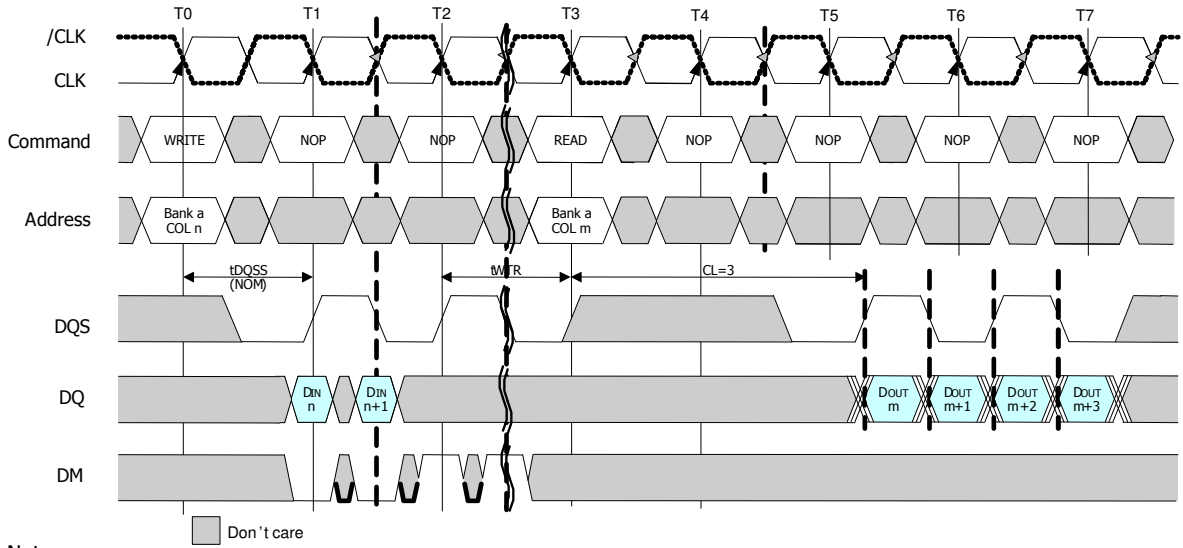 T0 T1 T2 T3 T4 T5 T6 T7
/CLK
CLK
Command WRITE NOP NOP READ NOP NOP NOP NOP
Address Bank a COL n Bank a COL m
tDQSS (NOM) tWTR CL=3
DQS
DQ DIN n DIN n+1 DOUT m DOUT m+1 DOUT m+2 DOUT m+3
DM
Don't care